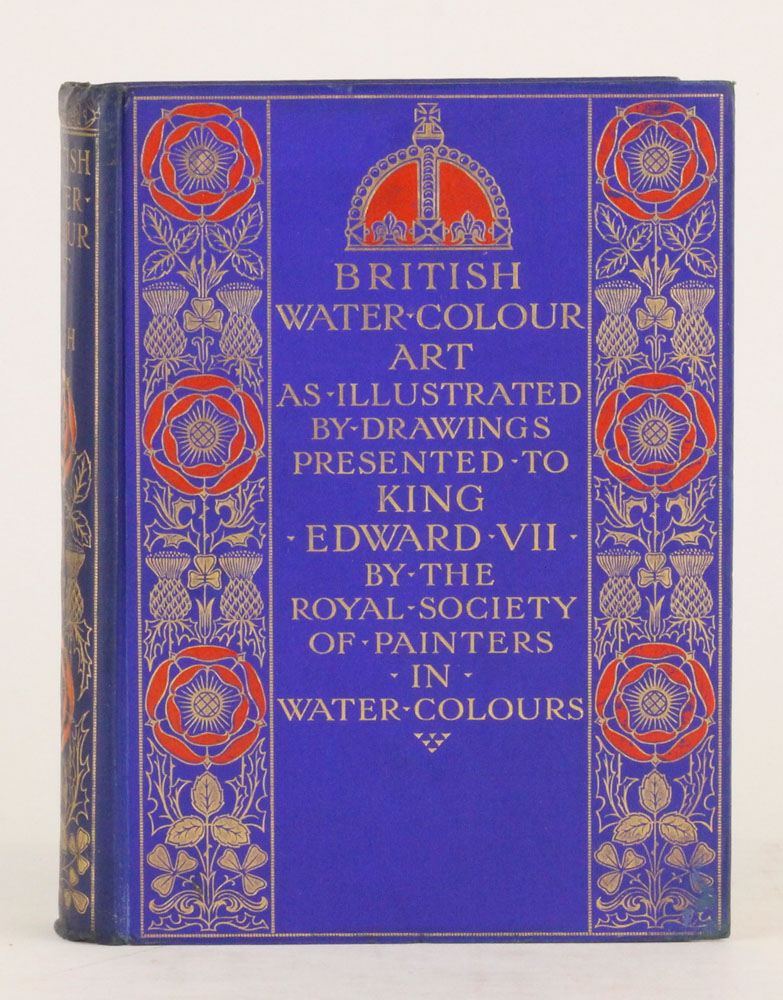 BRITISH
WATER·COLOUR
ART
AS·ILLUSTRATED
BY·DRAWINGS
PRESENTED·TO
KING
·EDWARD·VII·
BY·THE
ROYAL·SOCIETY
OF·PAINTERS
·IN·
WATER·COLOURS